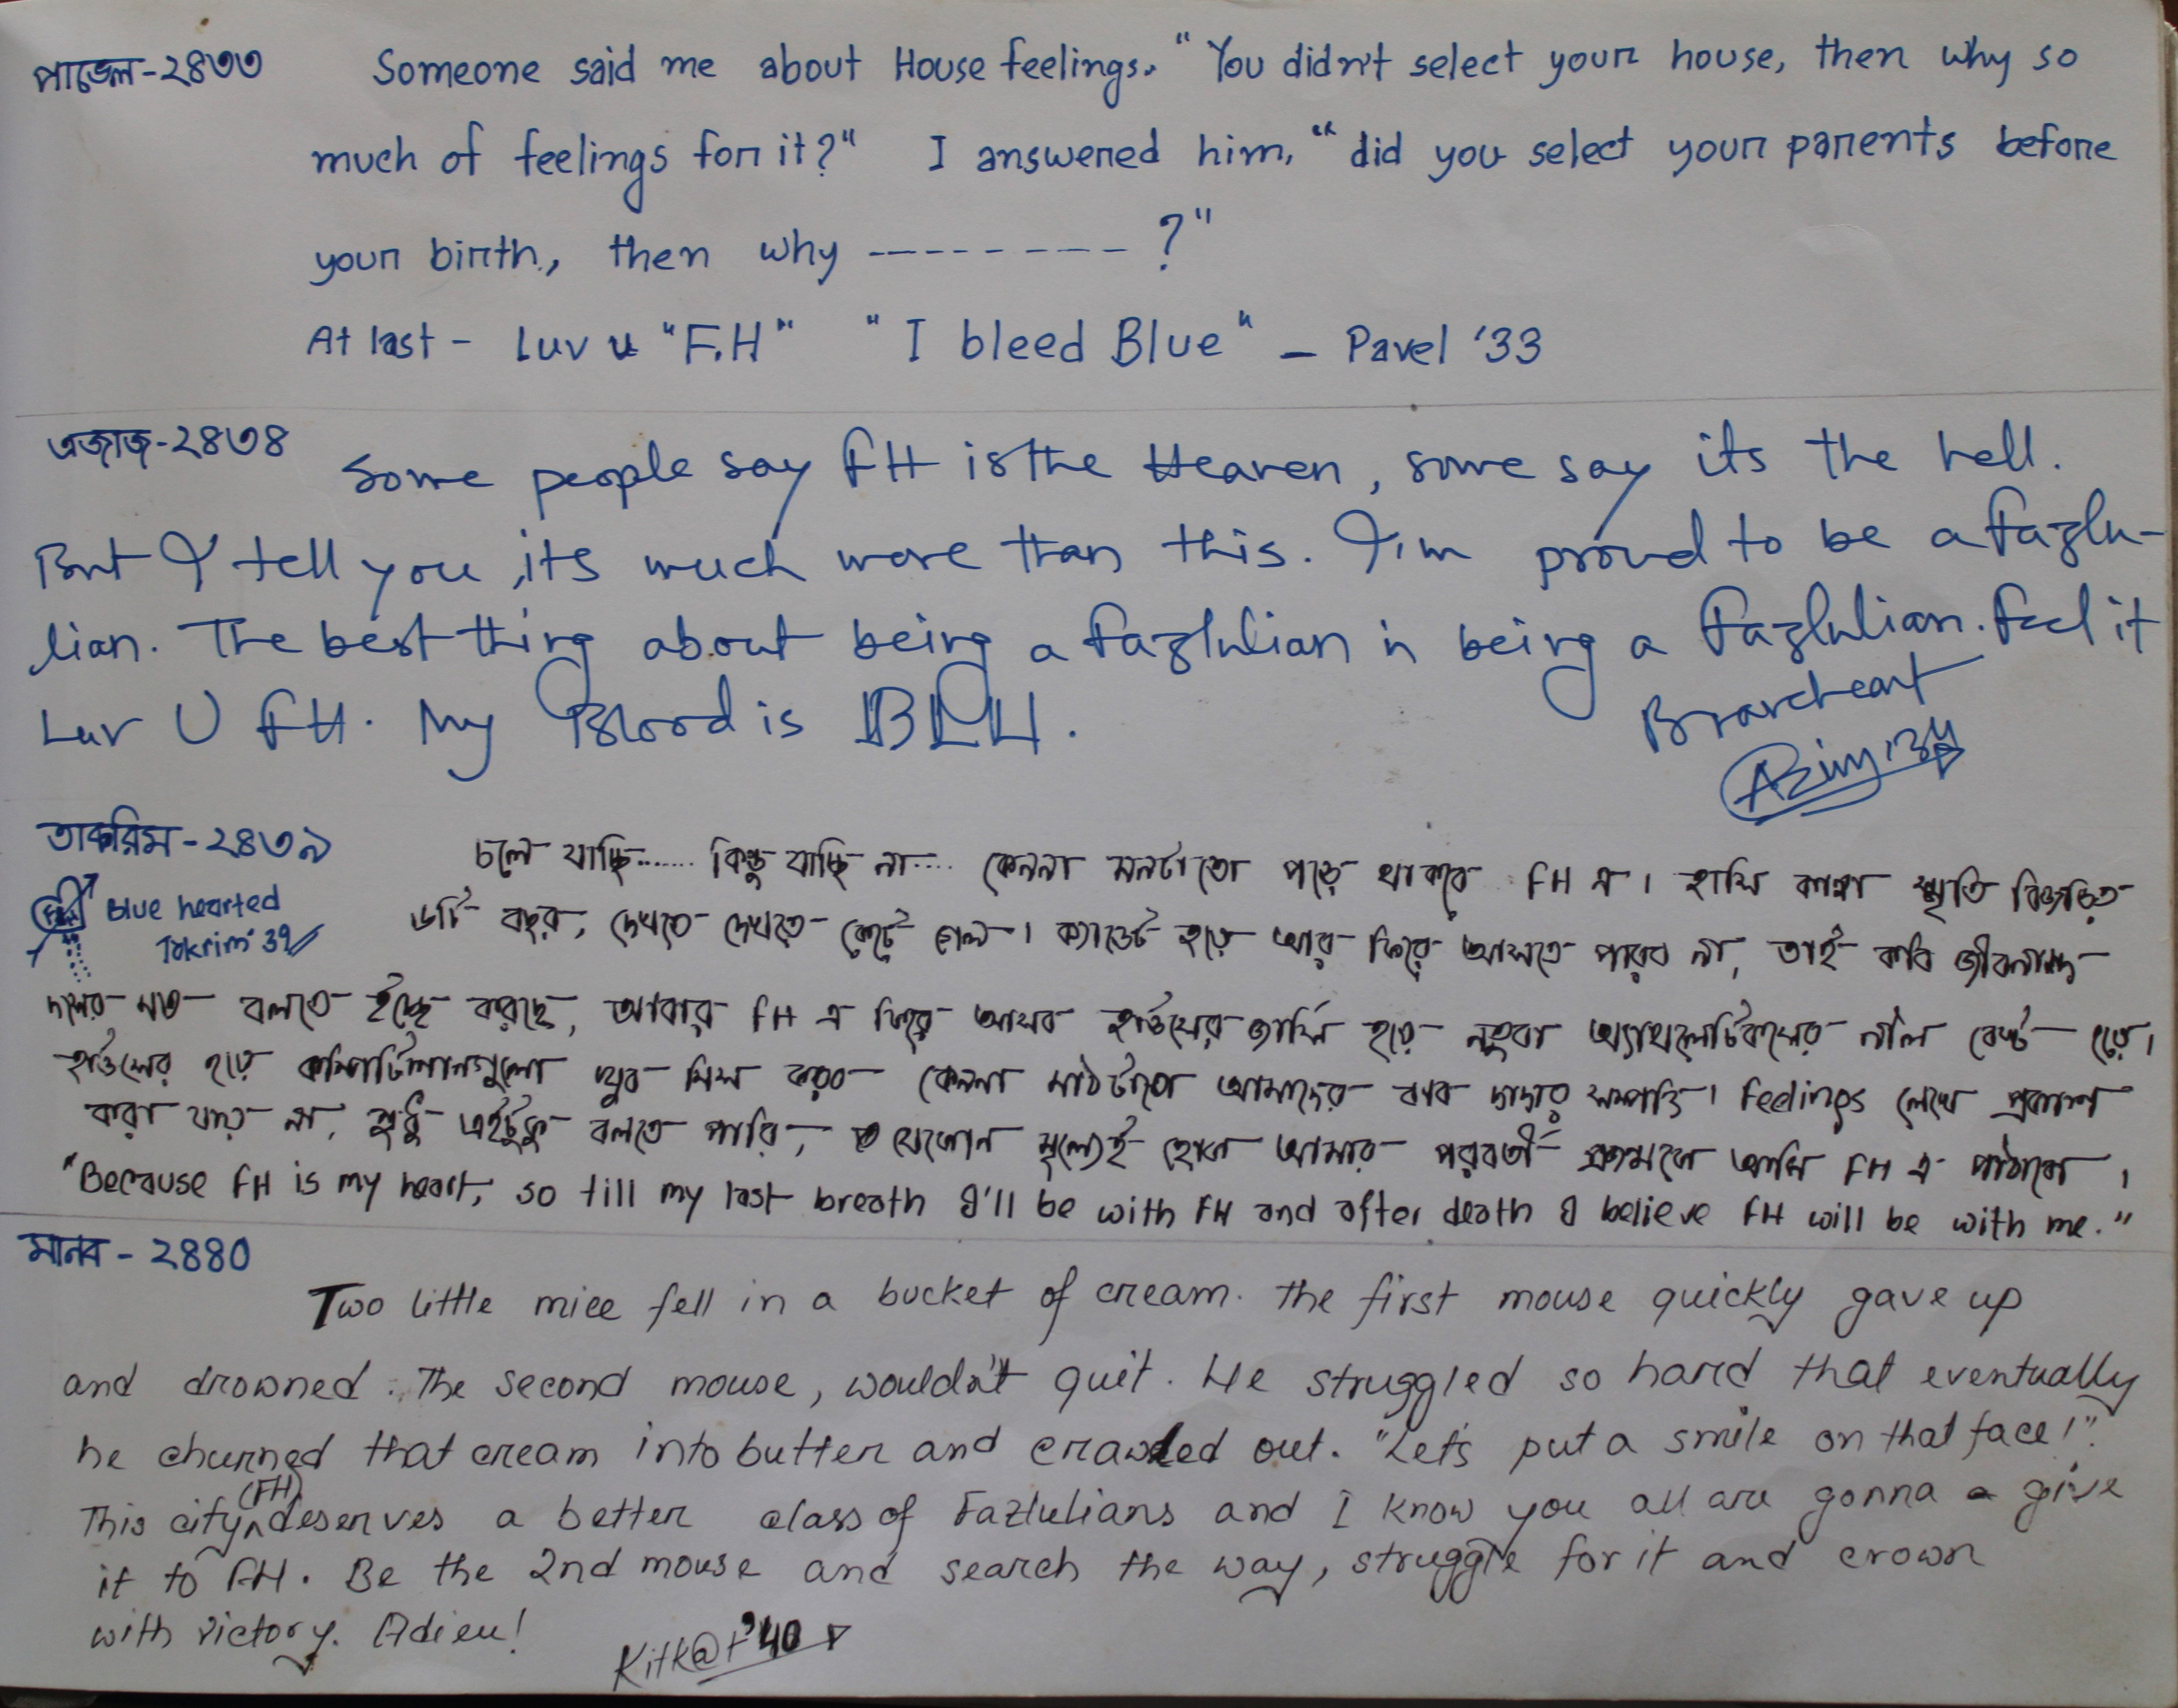 পাভেল-২৪৩৩
Someone said me about House feelings. "You didn't select your house, then why so
much of feelings for it?" I answered him, "did you select your parents before
your birth, then why --------- ?"
At last - Luv u "F.H" "I bleed Blue" - Pavel '33
এজাজ-২৪৩৪
Some people say FH is the Heaven, some say its the hell.
But I tell you, its much more than this. I'm proud to be a Fazlu-
lian. The best thing about being a Fazlulian is being a Fazlulian. Feel it
Luv U FH. My Blood is
Braveheart
'34
তাকরিম-২৪৩৯
Blue hearted
Takrim'39
চলে যাচ্ছি...... কিন্তু যাচ্ছি না.... কেননা মনটাতো পড়ে থাকবে FH এ। হাসি কান্না স্মৃতি বিজড়িত
৬টি বছর, দেখতে দেখতে কেটে গেল। ক্যাডেট হয়ে আর ফিরে আসতে পারব না, তাই কবি জীবনানন্দ
দাশের মত বলতে ইচ্ছে করছে, আবার FH এ ফিরে আসব হাউসের জার্সি হয়ে নতুবা অ্যাথলেটিকসের নীল বেল্ট হয়ে।
হাউসের হয়ে কম্পিটিশানগুলো খুব মিস করব কেননা মাঠটাতো আমাদের বাব দাদার সম্পত্তি। Feelings লেখে প্রকাশ
করা যায় না, শুধু এইটুকু বলতে পারি, যেকোন মূল্যেই হোক আমার পরবর্তী প্রজন্মকে আমি FH এ পাঠাবো।
"Because FH is my heart, so till my last breath I'll be with FH and after death I believe FH will be with me."
মানব - ২৪৪০
Two little mice fell in a bucket of cream. The first mouse quickly gave up
and drowned. The second mouse, wouldn't quit. He struggled so hard that eventually
he churned that cream into butter and crawled out. "Let's put a smile on that face!"
This city (FH) deserves a better class of Fazlulians and I know you all are gonna give
it to FH. Be the 2nd mouse and search the way, struggle for it and crown
with victory. Adieu!
Kitk@t '40